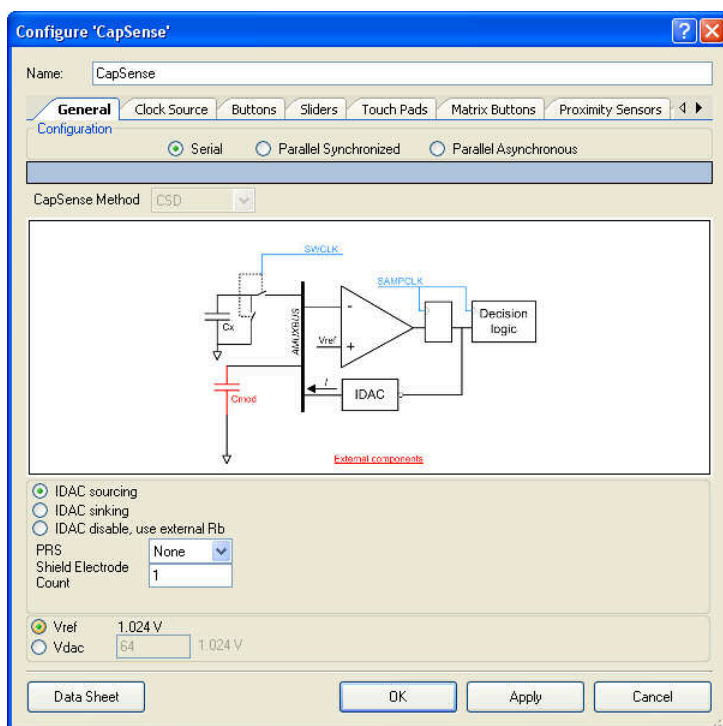 Configure 'CapSense'
Name: CapSense
General Clock Source Buttons Sliders Touch Pads Matrix Buttons Proximity Sensors
Configuration
Serial Parallel Synchronized Parallel Asynchronous
CapSense Method CSD
SWCLK
SAMPCLK
Cx
AMUXBUS
-
Vref +
Decision logic
I
IDAC
Cmod
External components
IDAC sourcing
IDAC sinking
IDAC disable, use external Rb
PRS None
Shield Electrode Count 1
Vref 1.024 V
Vdac 64 1.024 V
Data Sheet OK Apply Cancel